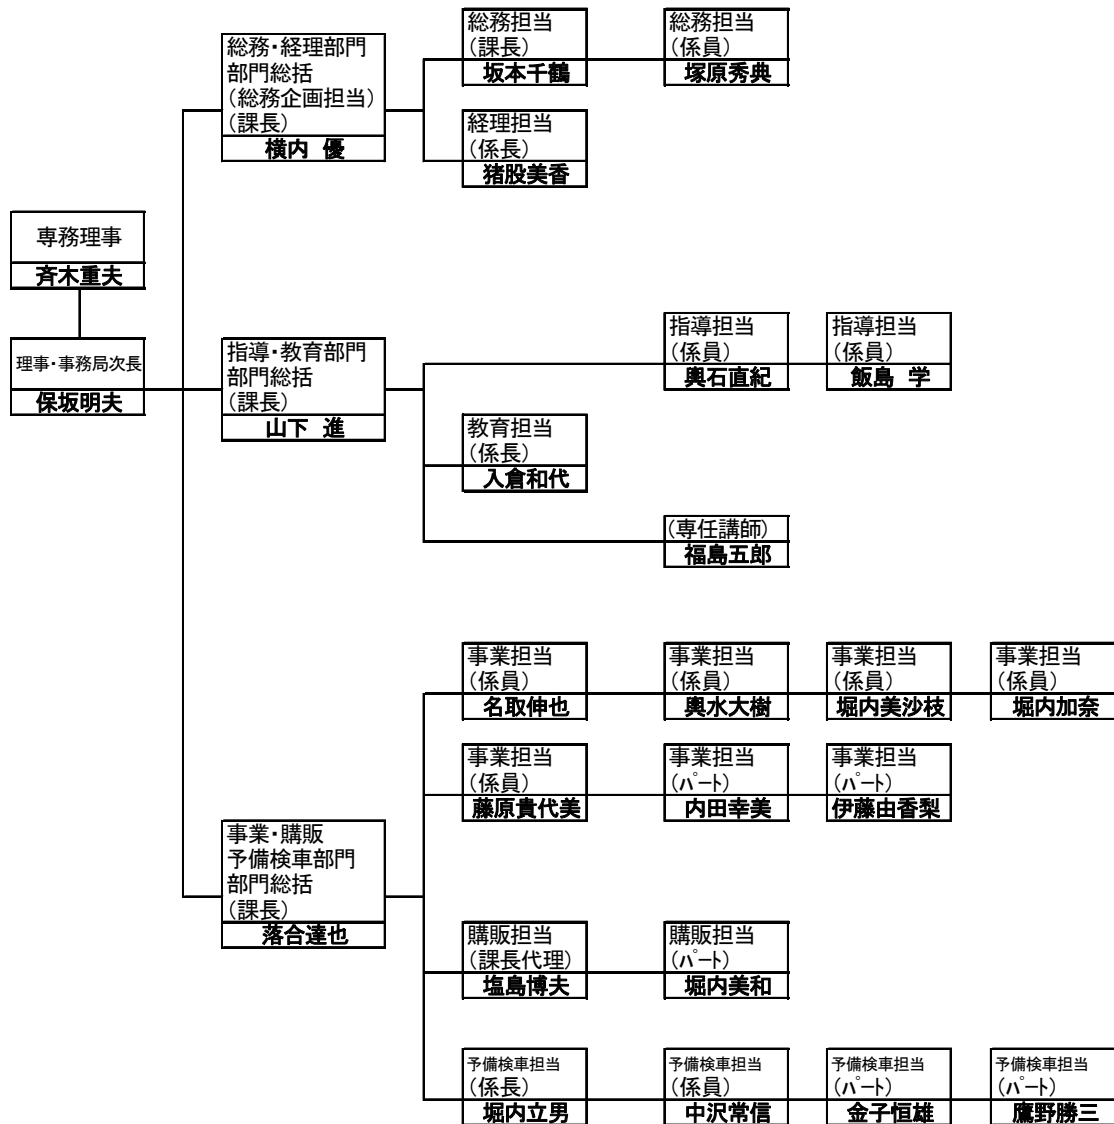 総務・経理部門
部門総括
(総務企画担当)
(課長)
横内 優
総務担当
(課長)
坂本千鶴
総務担当
(係員)
塚原秀典
経理担当
(係長)
猪股美香
専務理事
斉木重夫
理事・事務局次長
保坂明夫
指導・教育部門
部門総括
(課長)
山下 進
指導担当
(係員)
輿石直紀
指導担当
(係員)
飯島 学
教育担当
(係長)
入倉和代
(専任講師)
福島五郎
事業・購販
予備検車部門
部門総括
(課長)
落合達也
事業担当
(係員)
名取伸也
事業担当
(係員)
輿水大樹
事業担当
(係員)
堀内美沙枝
事業担当
(係員)
堀内加奈
事業担当
(係員)
藤原貴代美
事業担当
(パート)
内田幸美
事業担当
(パート)
伊藤由香梨
購販担当
(課長代理)
塩島博夫
購販担当
(パート)
堀内美和
予備検車担当
(係長)
堀内立男
予備検車担当
(係員)
中沢常信
予備検車担当
(パート)
金子恒雄
予備検車担当
(パート)
鷹野勝三